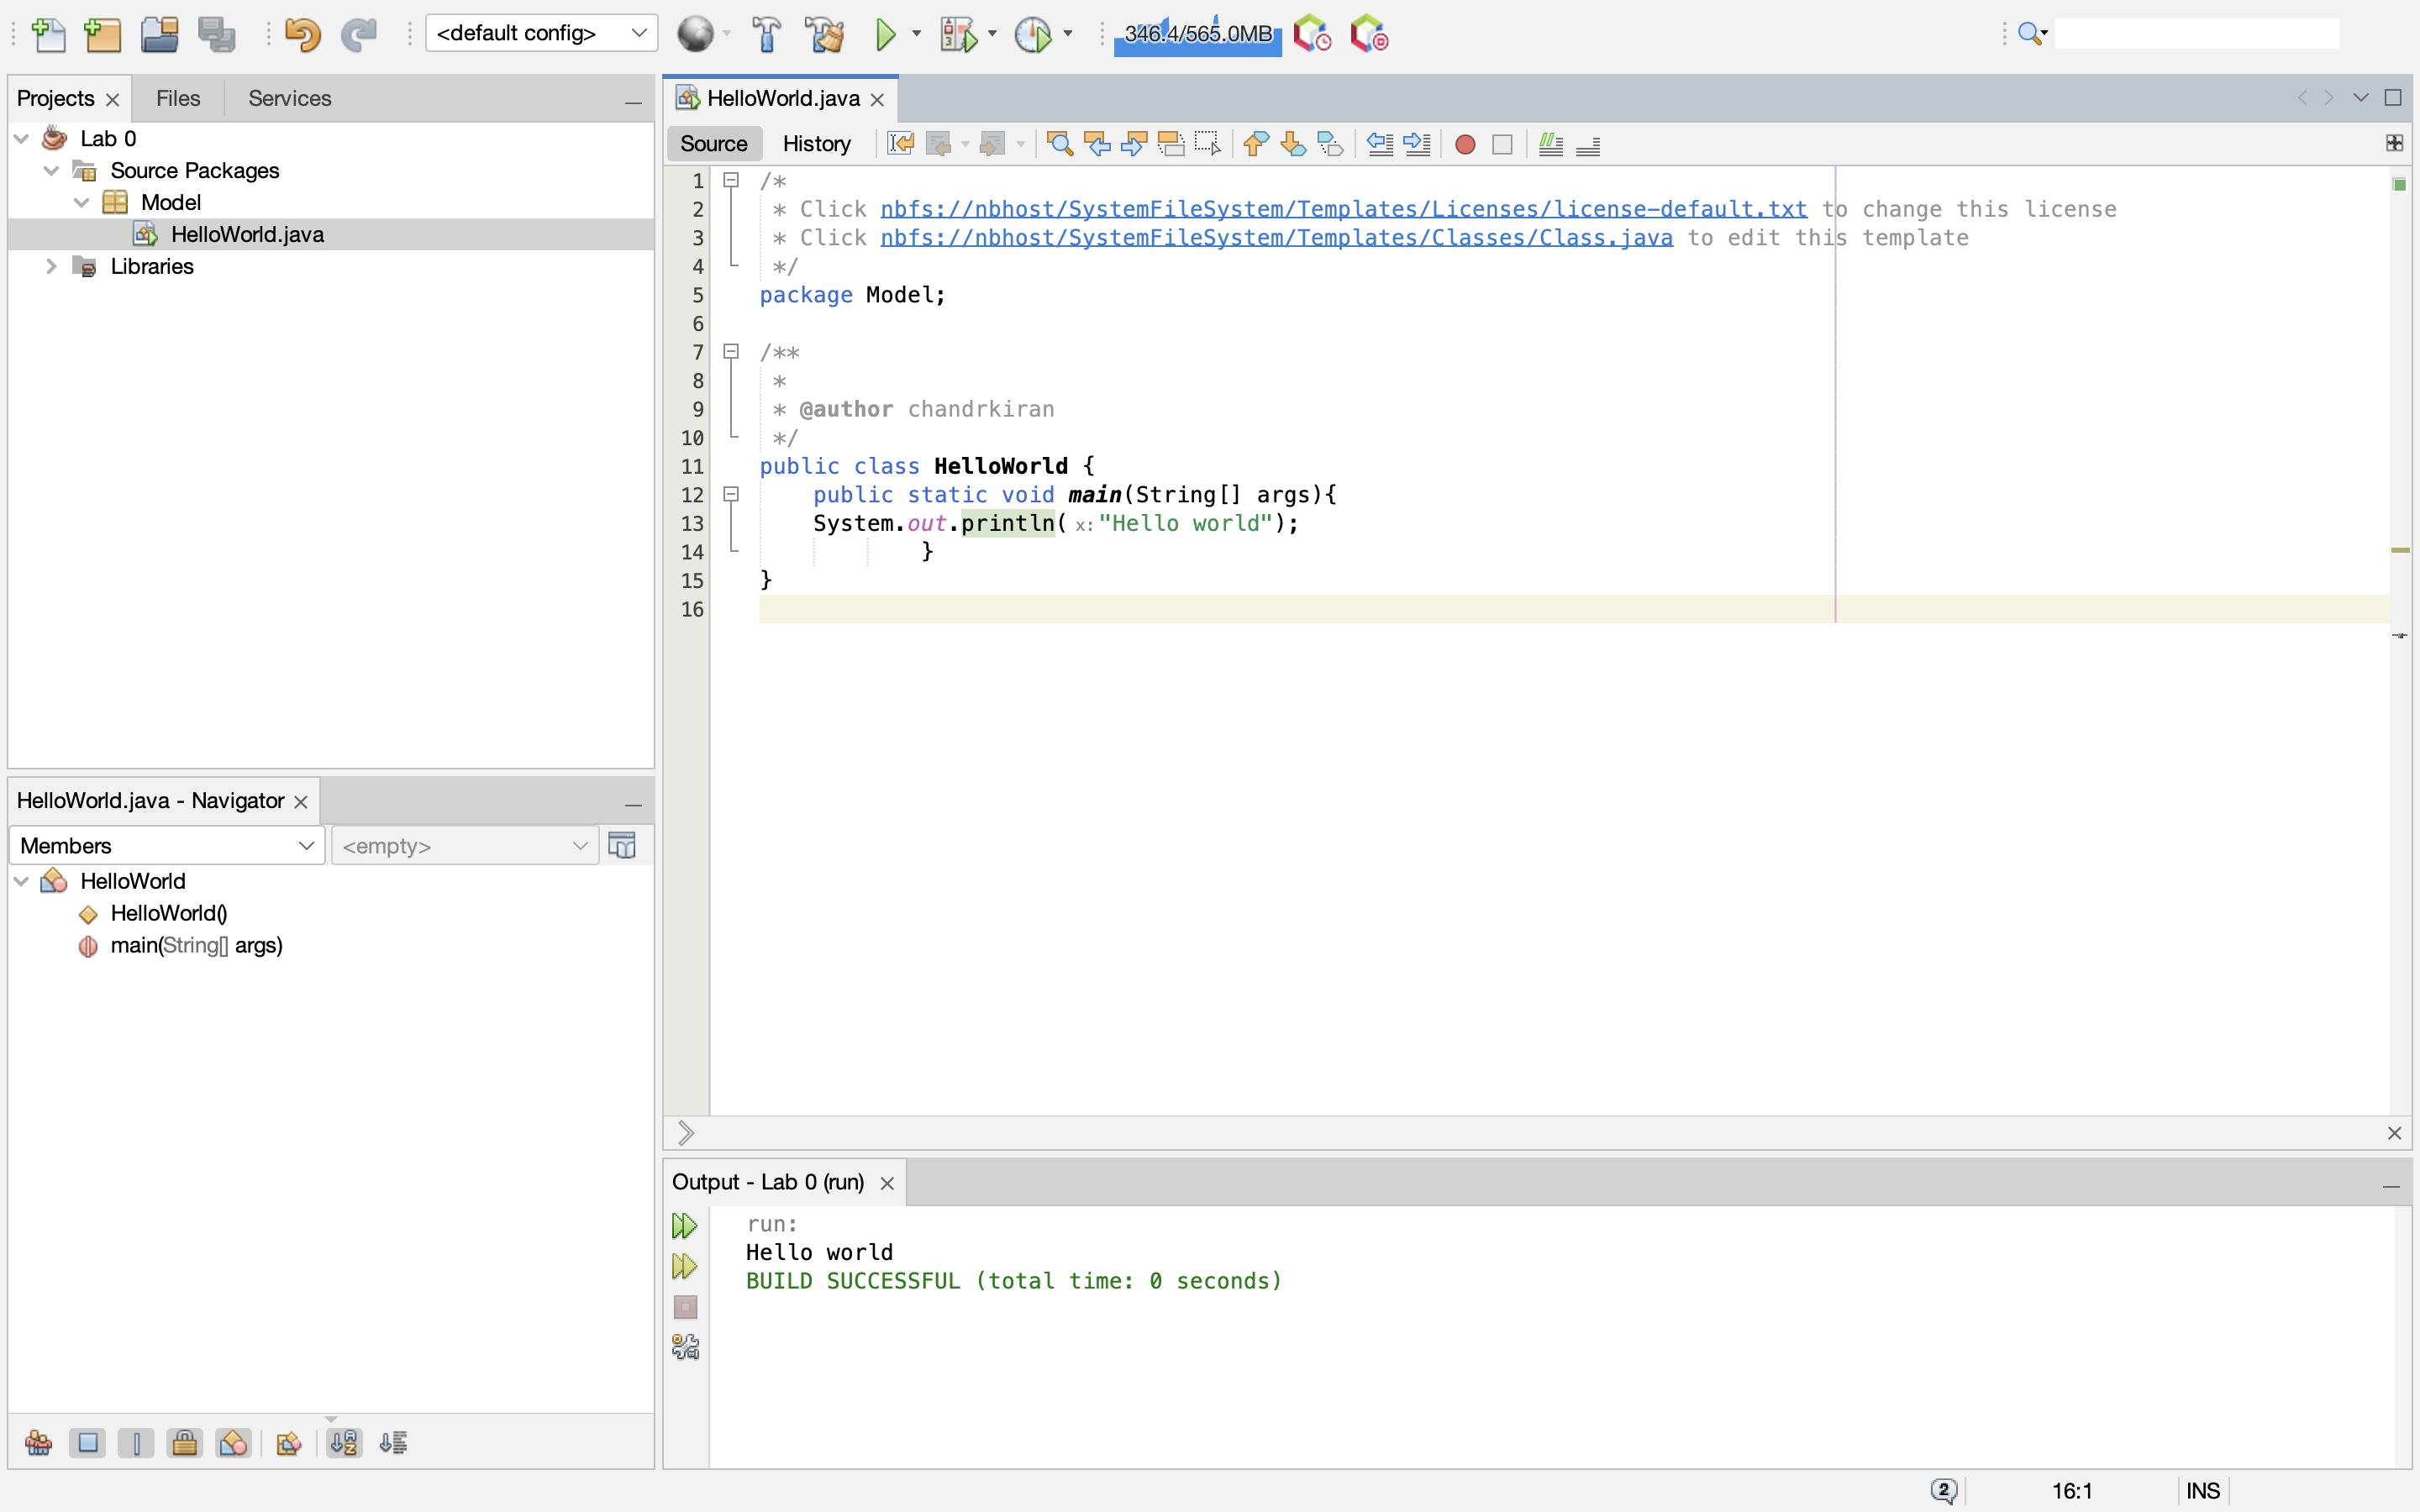 <default config>
346.4/565.0MB
Projects
Files
Services
Lab 0
Source Packages
Model
HelloWorld.java
Libraries
HelloWorld.java
Source
History
1 /*
2 * Click nbfs://nbhost/SystemFileSystem/Templates/Licenses/license-default.txt to change this license
3 * Click nbfs://nbhost/SystemFileSystem/Templates/Classes/Class.java to edit this template
4 */
5 package Model;
6
7 /**
8 *
9 * @author chandrkiran
10 */
11 public class HelloWorld {
12 public static void main(String[] args){
13 System.out.println( x: "Hello world");
14 }
15 }
16
HelloWorld.java - Navigator
Members
<empty>
HelloWorld
HelloWorld()
main(String[] args)
Output - Lab 0 (run)
run:
Hello world
BUILD SUCCESSFUL (total time: 0 seconds)
2
16:1
INS